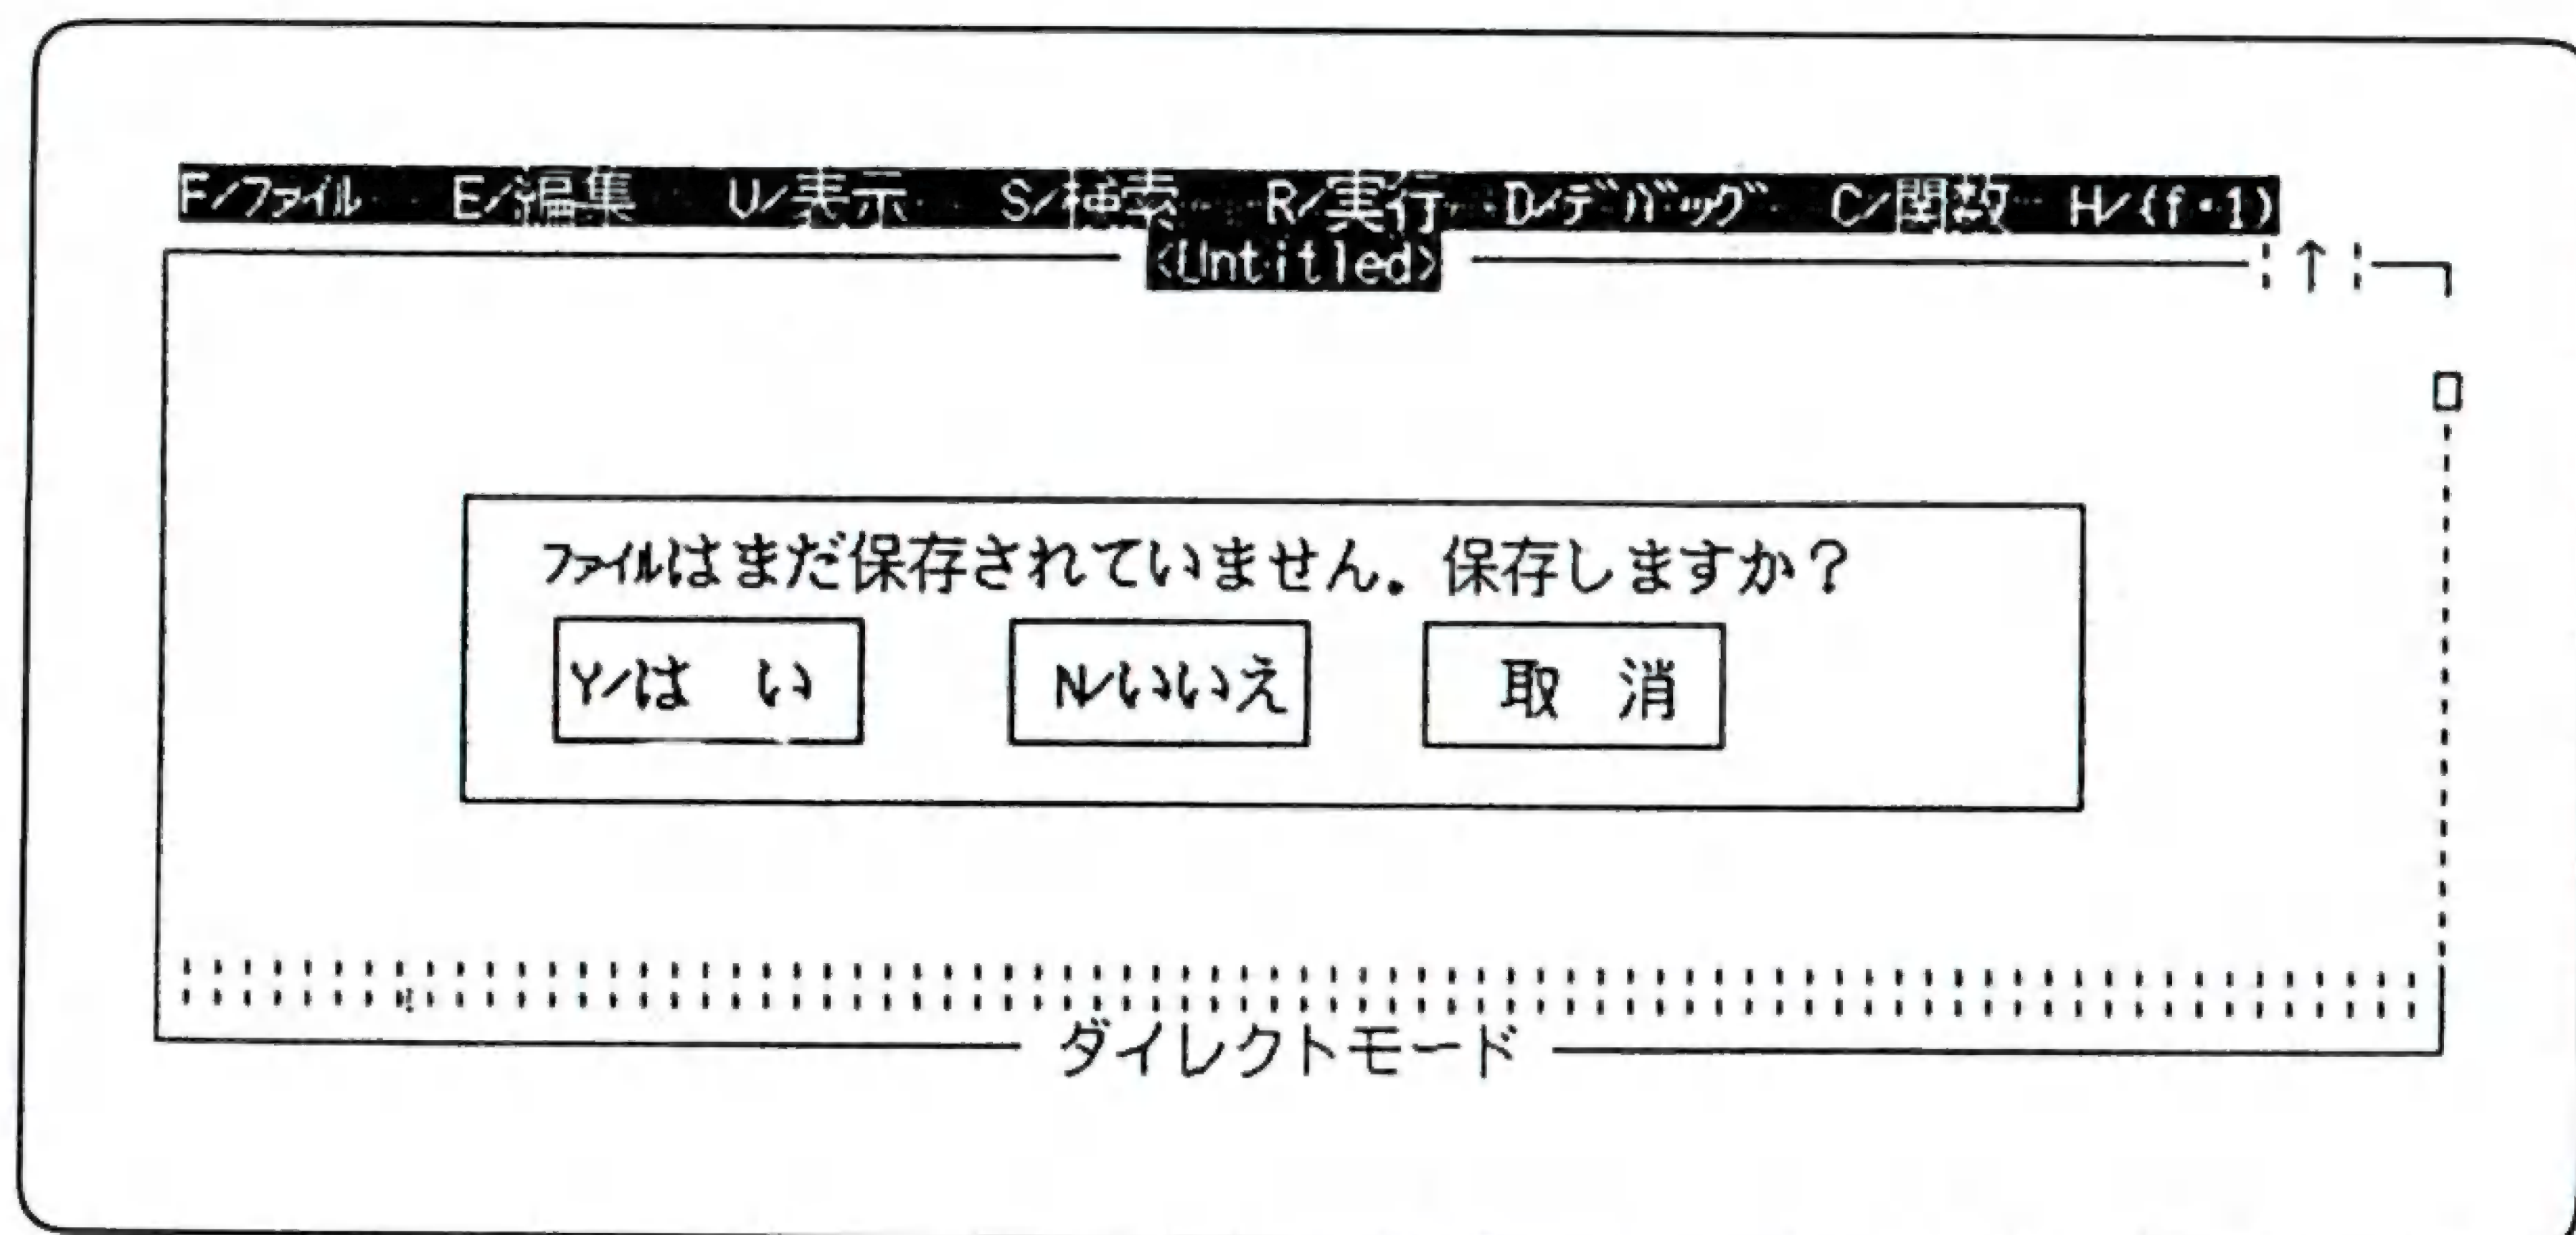 F/ファイル E/編集 V/表示 S/検索 R/実行 D/デバッグ C/関数 H/(f・1)
<Untitled>
↑
ファイルはまだ保存されていません。保存しますか？
Y/は い N/いいえ 取 消
ダイレクトモード